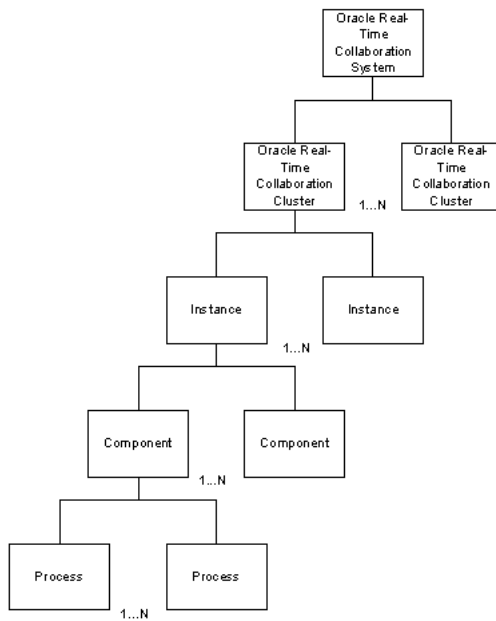 Oracle Real-
Time
Collaboration
System
Oracle Real-
Time
Collaboration
Cluster
1...N
Oracle Real-
Time
Collaboration
Cluster
Instance
1...N
Instance
Component
1...N
Component
Process
1...N
Process